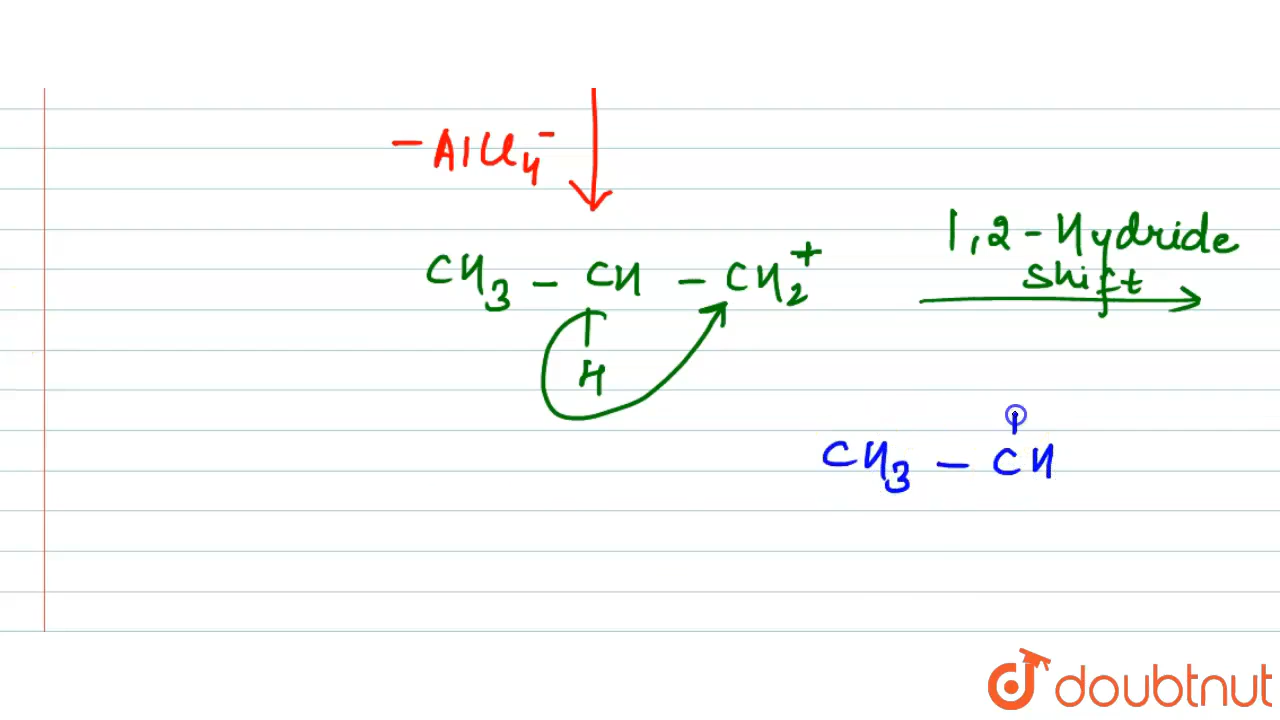 - AlCl4-
1,2-Hydride
Shift
CH3 - CH - CH2+
H
CH3 - CH
doubtnut